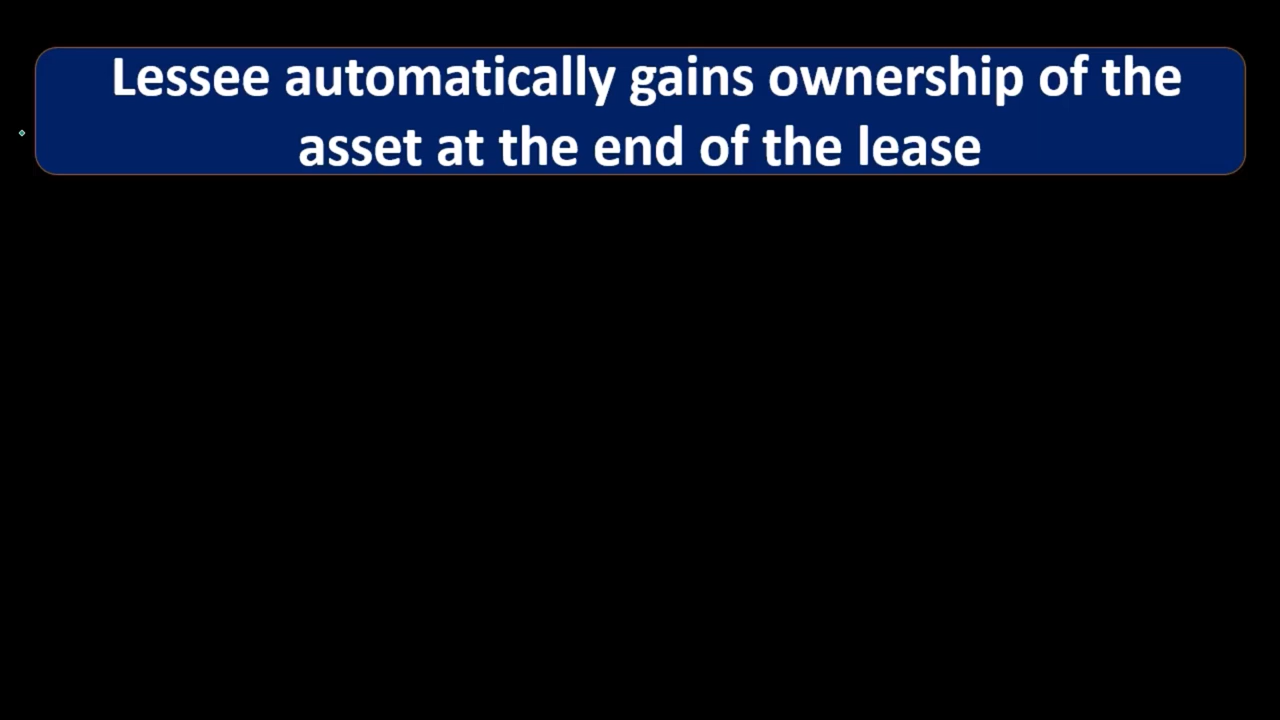 Lessee automatically gains ownership of the
asset at the end of the lease